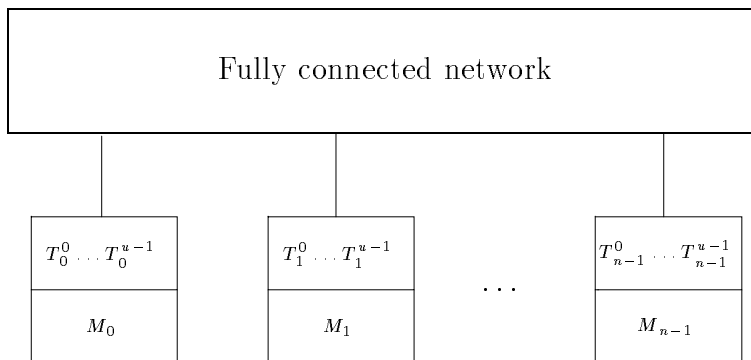 Fully connected network
T_0^0 ... T_0^{u-1} T_1^0 ... T_1^{u-1} T_{n-1}^0 ... T_{n-1}^{u-1}
...
M_0 M_1 M_{n-1}